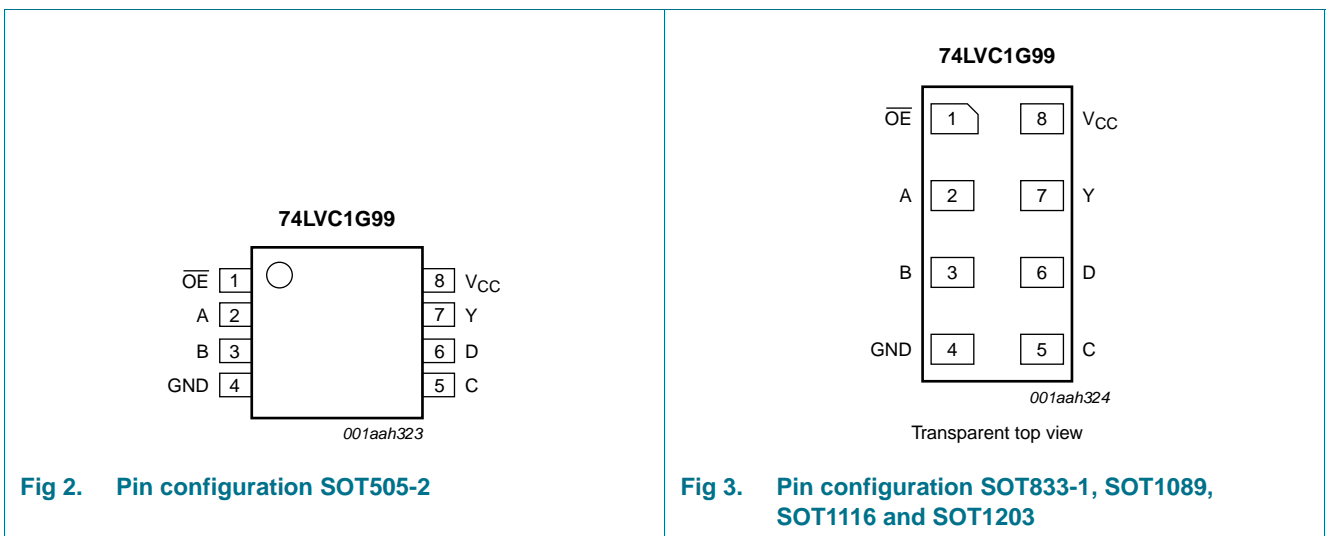 74LVC1G99
O̅E̅ 1 8 VCC
A 2 7 Y
B 3 6 D
GND 4 5 C
001aah323
Fig 2. Pin configuration SOT505-2
74LVC1G99
O̅E̅ 1 8 VCC
A 2 7 Y
B 3 6 D
GND 4 5 C
001aah324
Transparent top view
Fig 3. Pin configuration SOT833-1, SOT1089,
SOT1116 and SOT1203